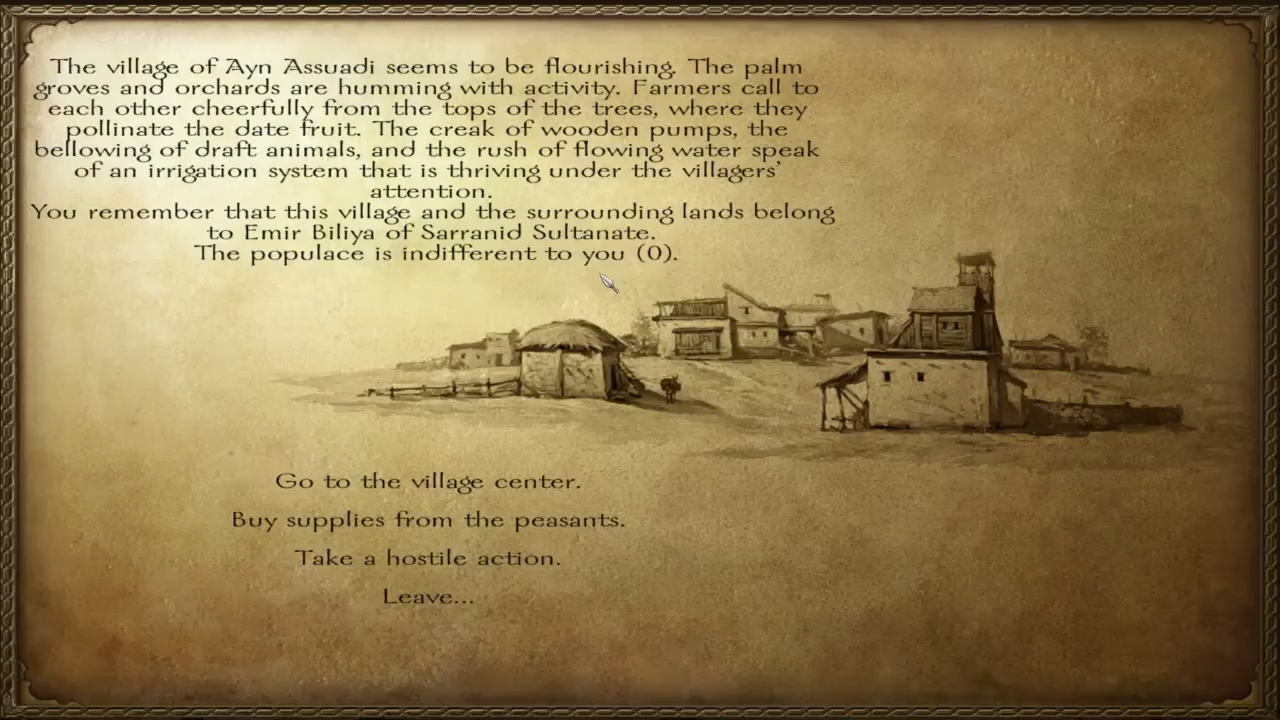 The village of Ayn Assuadi seems to be flourishing. The palm
groves and orchards are humming with activity. Farmers call to
each other cheerfully from the tops of the trees, where they
pollinate the date fruit. The creak of wooden pumps, the
bellowing of draft animals, and the rush of flowing water speak
of an irrigation system that is thriving under the villagers'
attention.
You remember that this village and the surrounding lands belong
to Emir Biliya of Sarranid Sultanate.
The populace is indifferent to you (0).
Go to the village center.
Buy supplies from the peasants.
Take a hostile action.
Leave...